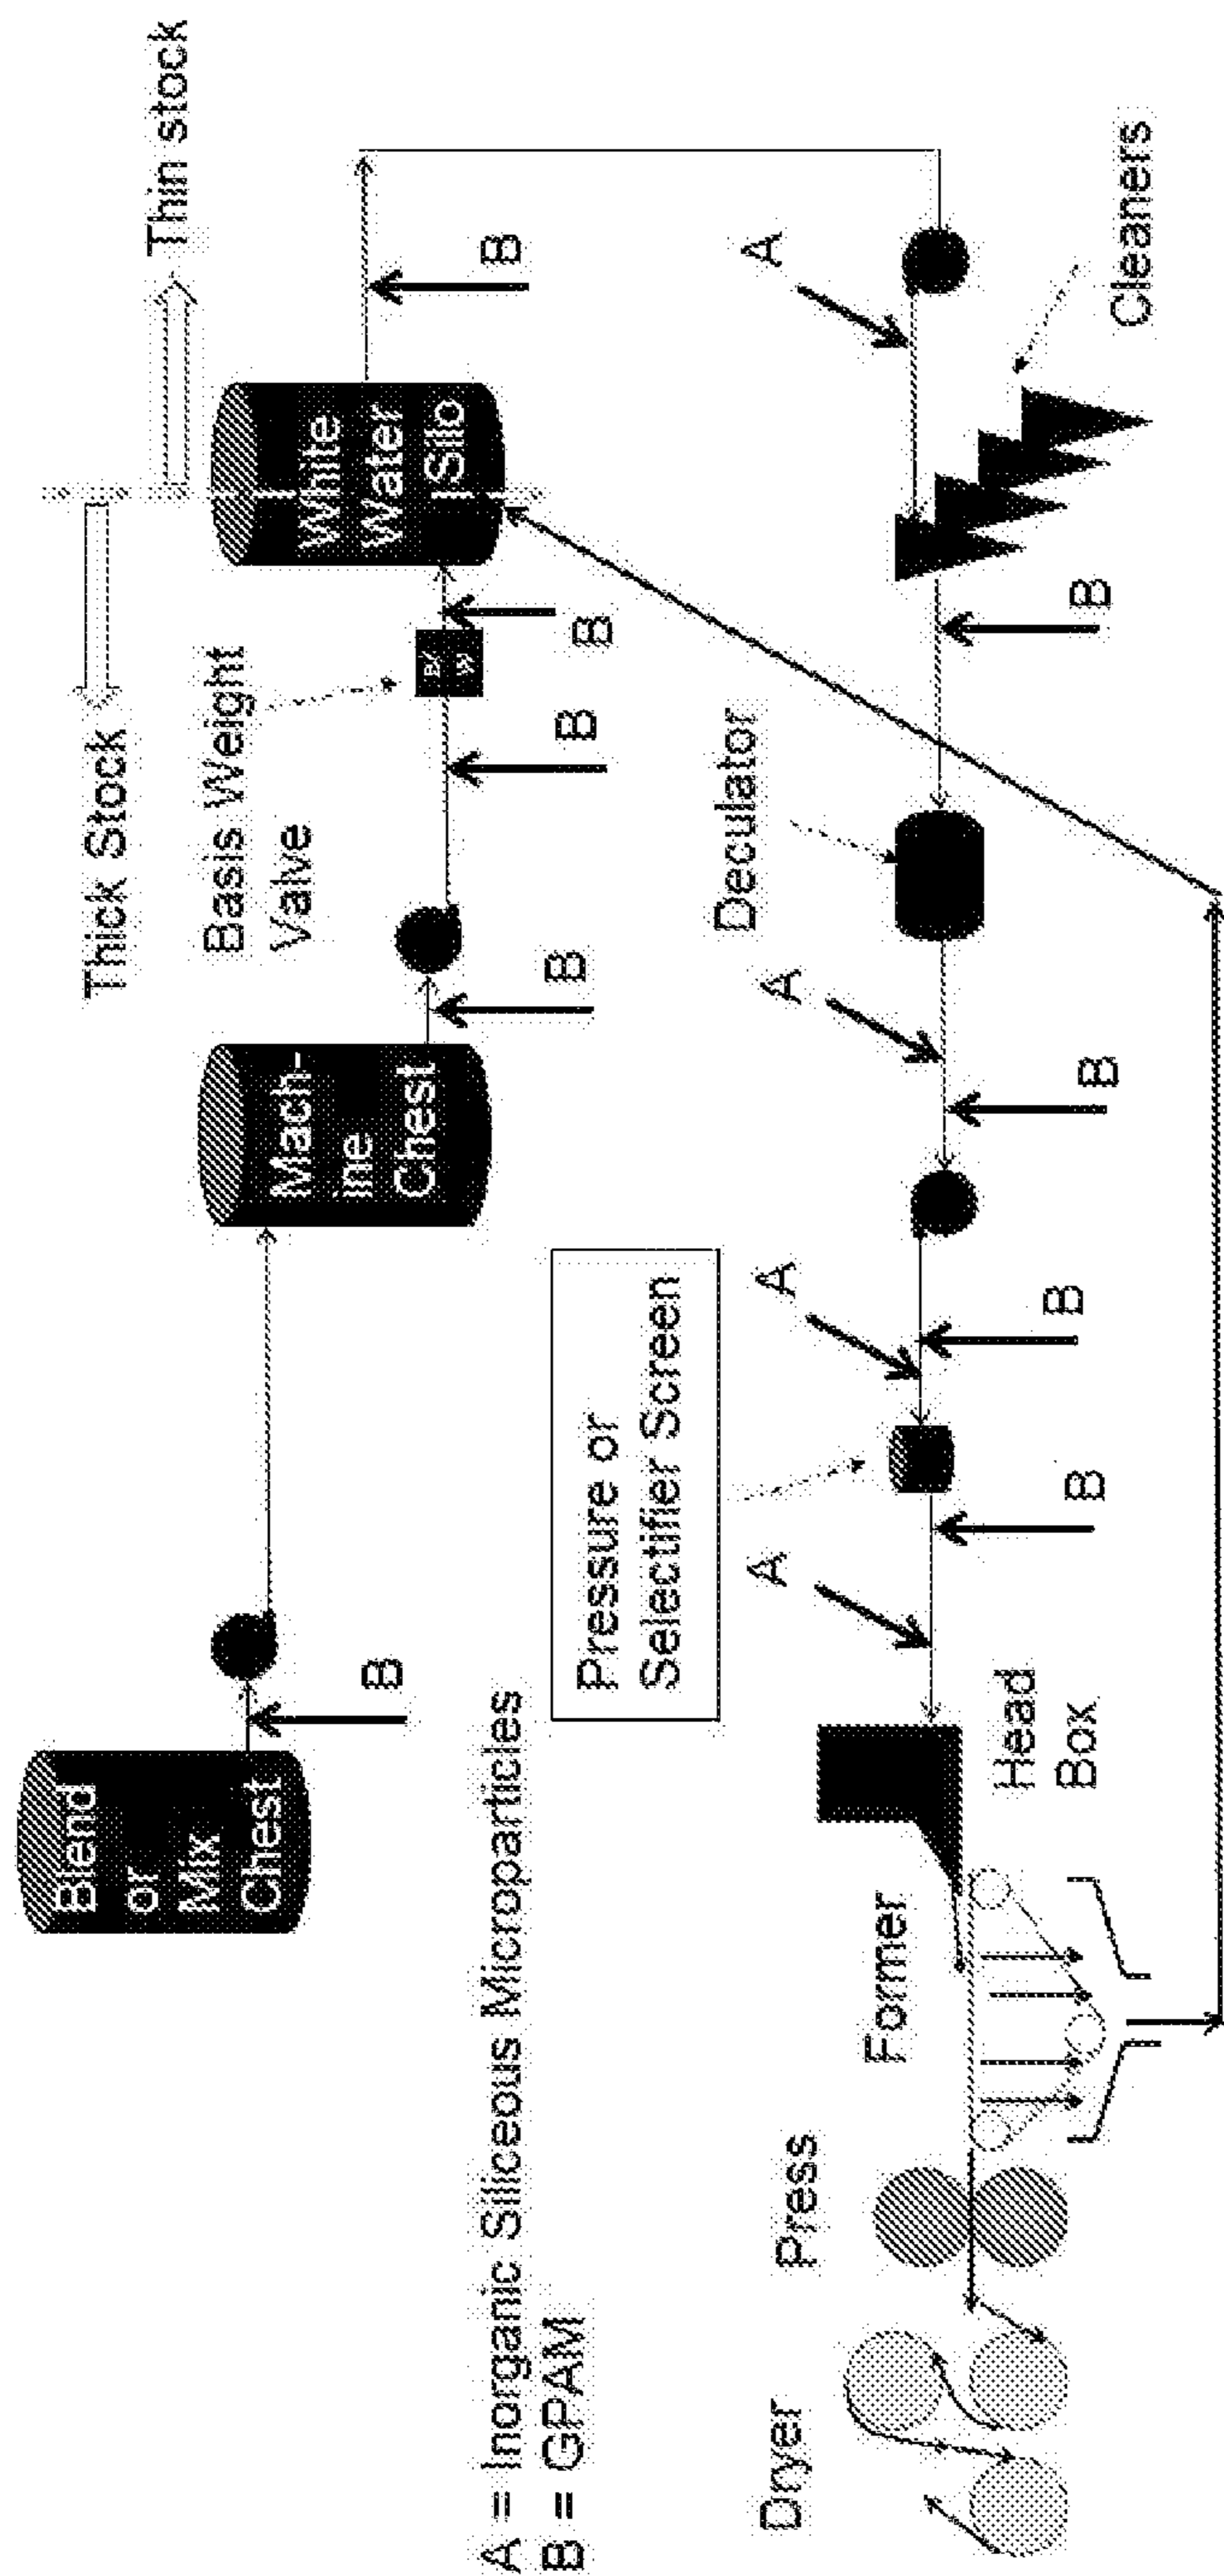 Thick Stock
Thin stock
Blend
or
Mix
Chest
B
Mach-
ine
Chest
B
Basis Weight
Valve
B
B/
W
B
White
Water
Silo
B
A = Inorganic Siliceous Microparticles
B = GPAM
Pressure or
Selectifier Screen
Dryer
Press
Former
Head
Box
A
B
A
B
A
B
Deculator
B
A
Cleaners